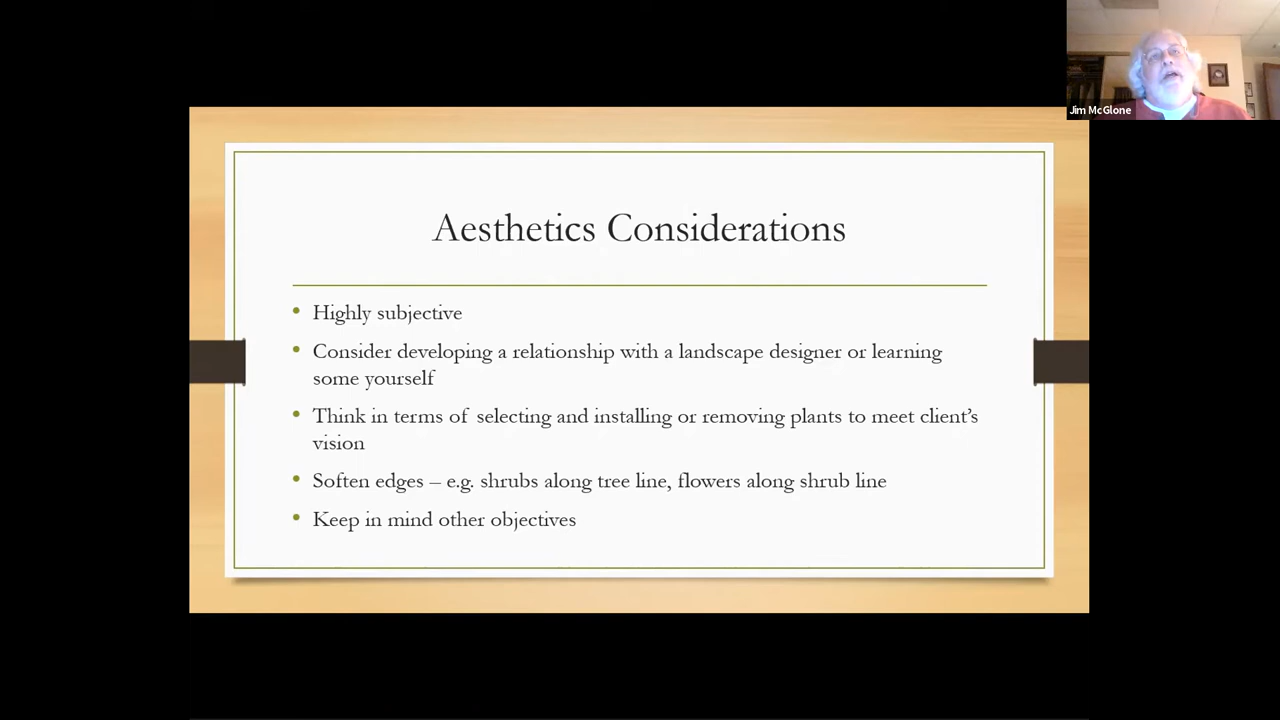 Jim McGlone
Aesthetics Considerations
• Highly subjective
• Consider developing a relationship with a landscape designer or learning
some yourself
• Think in terms of selecting and installing or removing plants to meet client’s
vision
• Soften edges – e.g. shrubs along tree line, flowers along shrub line
• Keep in mind other objectives